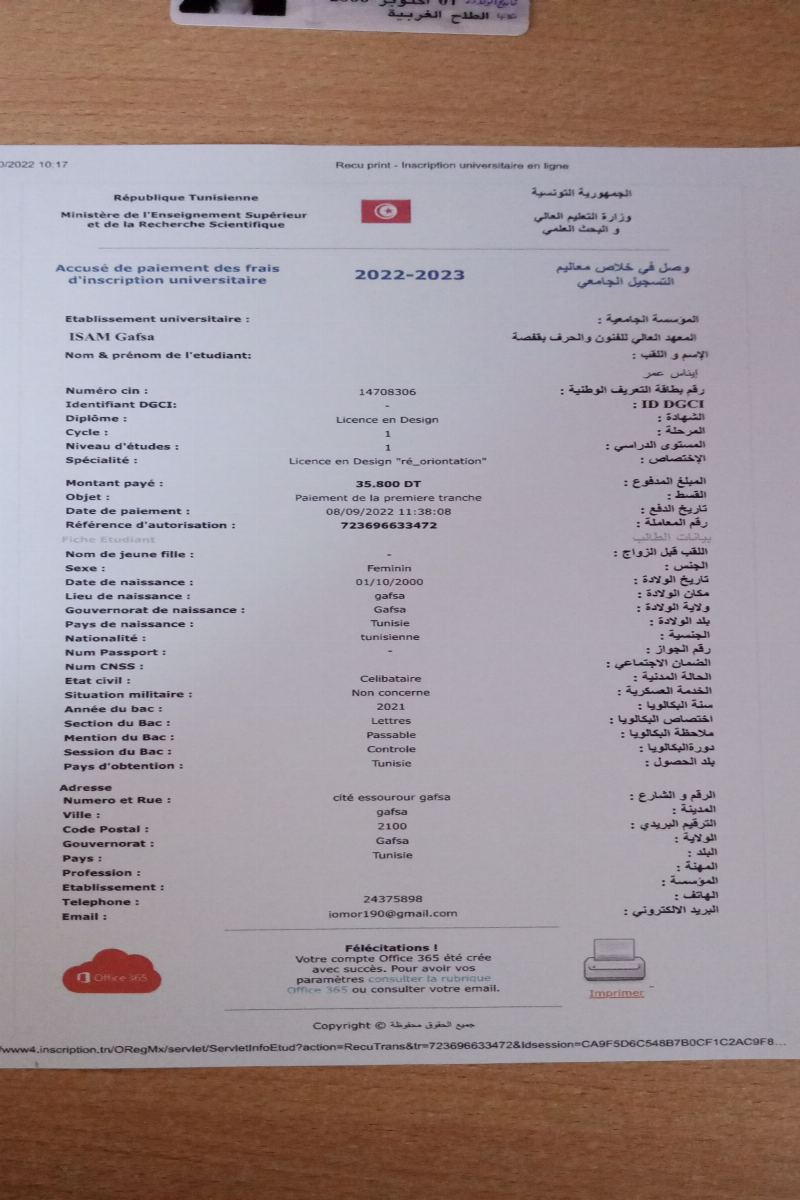 01 أكتوبر
الطلح الغربية
/2022 10:17 Recu print - Inscription universitaire en ligne
République Tunisienne الجمهورية التونسية
Ministère de l'Enseignement Supérieur وزارة التعليم العالي
et de la Recherche Scientifique و البحث العلمي
Accusé de paiement des frais 2022-2023 وصل في خلاص معاليم
d'inscription universitaire التسجيل الجامعي
Etablissement universitaire : المؤسسة الجامعية :
ISAM Gafsa المعهد العالي للفنون والحرف بقفصة
Nom & prénom de l'etudiant: الإسم و اللقب :
إيناس عمر
Numéro cin : 14708306 رقم بطاقة التعريف الوطنية :
Identifiant DGCI: - ID DGCI :
Diplôme : Licence en Design الشهادة :
Cycle : 1 المرحلة :
Niveau d'études : 1 المستوى الدراسي :
Spécialité : Licence en Design "ré_oriontation" الإختصاص :
Montant payé : 35.800 DT المبلغ المدفوع :
Objet : Paiement de la premiere tranche القسط :
Date de paiement : 08/09/2022 11:38:08 تاريخ الدفع :
Référence d'autorisation : 723696633472 رقم المعاملة :
Fiche Etudiant بيانات الطالب
Nom de jeune fille : - اللقب قبل الزواج :
Sexe : Feminin الجنس :
Date de naissance : 01/10/2000 تاريخ الولادة :
Lieu de naissance : gafsa مكان الولادة :
Gouvernorat de naissance : Gafsa ولاية الولادة :
Pays de naissance : Tunisie بلد الولادة :
Nationalité : tunisienne الجنسية :
Num Passport : - رقم الجواز :
Num CNSS : الضمان الاجتماعي :
Etat civil : Celibataire الحالة المدنية :
Situation militaire : Non concerne الخدمة العسكرية :
Année du bac : 2021 سنة البكالويا :
Section du Bac : Lettres اختصاص البكالويا :
Mention du Bac : Passable ملاحظة البكالويا :
Session du Bac : Controle دورةالبكالويا :
Pays d'obtention : Tunisie بلد الحصول :
Adresse
Numero et Rue : cité essourour gafsa الرقم و الشارع :
Ville : gafsa المدينة :
Code Postal : 2100 الترقيم البريدي :
Gouvernorat : Gafsa الولاية :
Pays : Tunisie البلد :
Profession : المهنة :
Etablissement : المؤسسة :
Telephone : 24375898 الهاتف :
Email : iomor190@gmail.com البريد الالكتروني :
Office 365
Félécitations !
Votre compte Office 365 été crée
avec succès. Pour avoir vos
paramètres consulter la rubrique
Office 365 ou consulter votre email.
Imprimer
Copyright © جميع الحقوق محفوظة
/www4.inscription.tn/ORegMx/servlet/ServletInfoEtud?action=RecuTrans&tr=723696633472&Idsession=CA9F5D6C548B7B0CF1C2AC9F8...